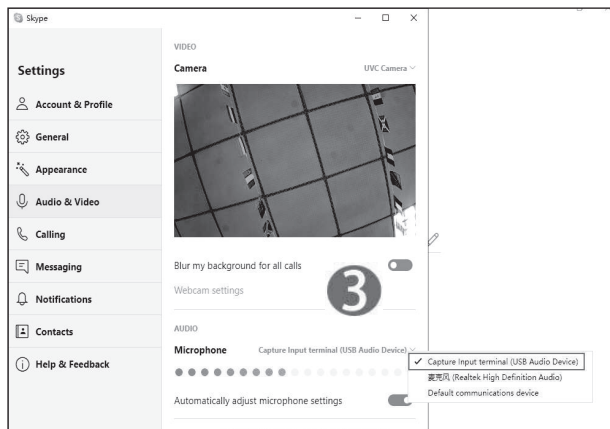 Skype
Settings
Account & Profile
General
Appearance
Audio & Video
Calling
Messaging
Notifications
Contacts
Help & Feedback
VIDEO
Camera
UVC Camera
Blur my background for all calls
Webcam settings
3
AUDIO
Microphone Capture Input terminal (USB Audio Device)
Automatically adjust microphone settings
Capture Input terminal (USB Audio Device)
麦克风 (Realtek High Definition Audio)
Default communications device